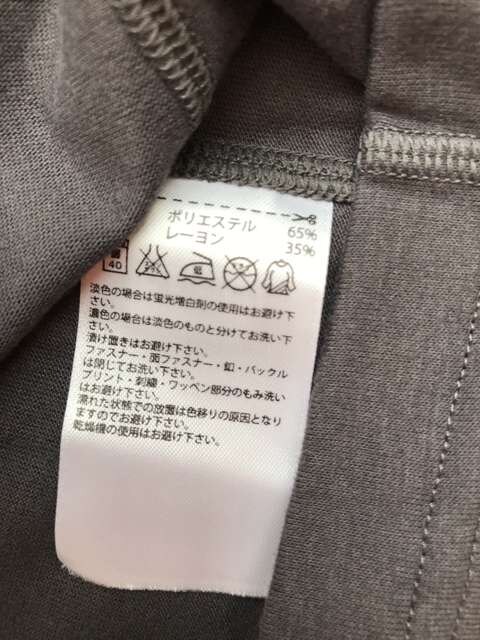 ポリエステル 65%
レーヨン 35%
40 低
淡色の場合は蛍光増白剤の使用はお避け下
さい。
濃色の場合は淡色のものと分けてお洗い下
さい。
漬け置きはお避け下さい。
ファスナー・面ファスナー・釦・バックル
は閉じてお洗い下さい。
プリント・刺繍・ワッペン部分のもみ洗い
はお避け下さい。
濡れた状態での放置は色移りの原因となり
ますのでお避け下さい。
乾燥機の使用はお避け下さい。